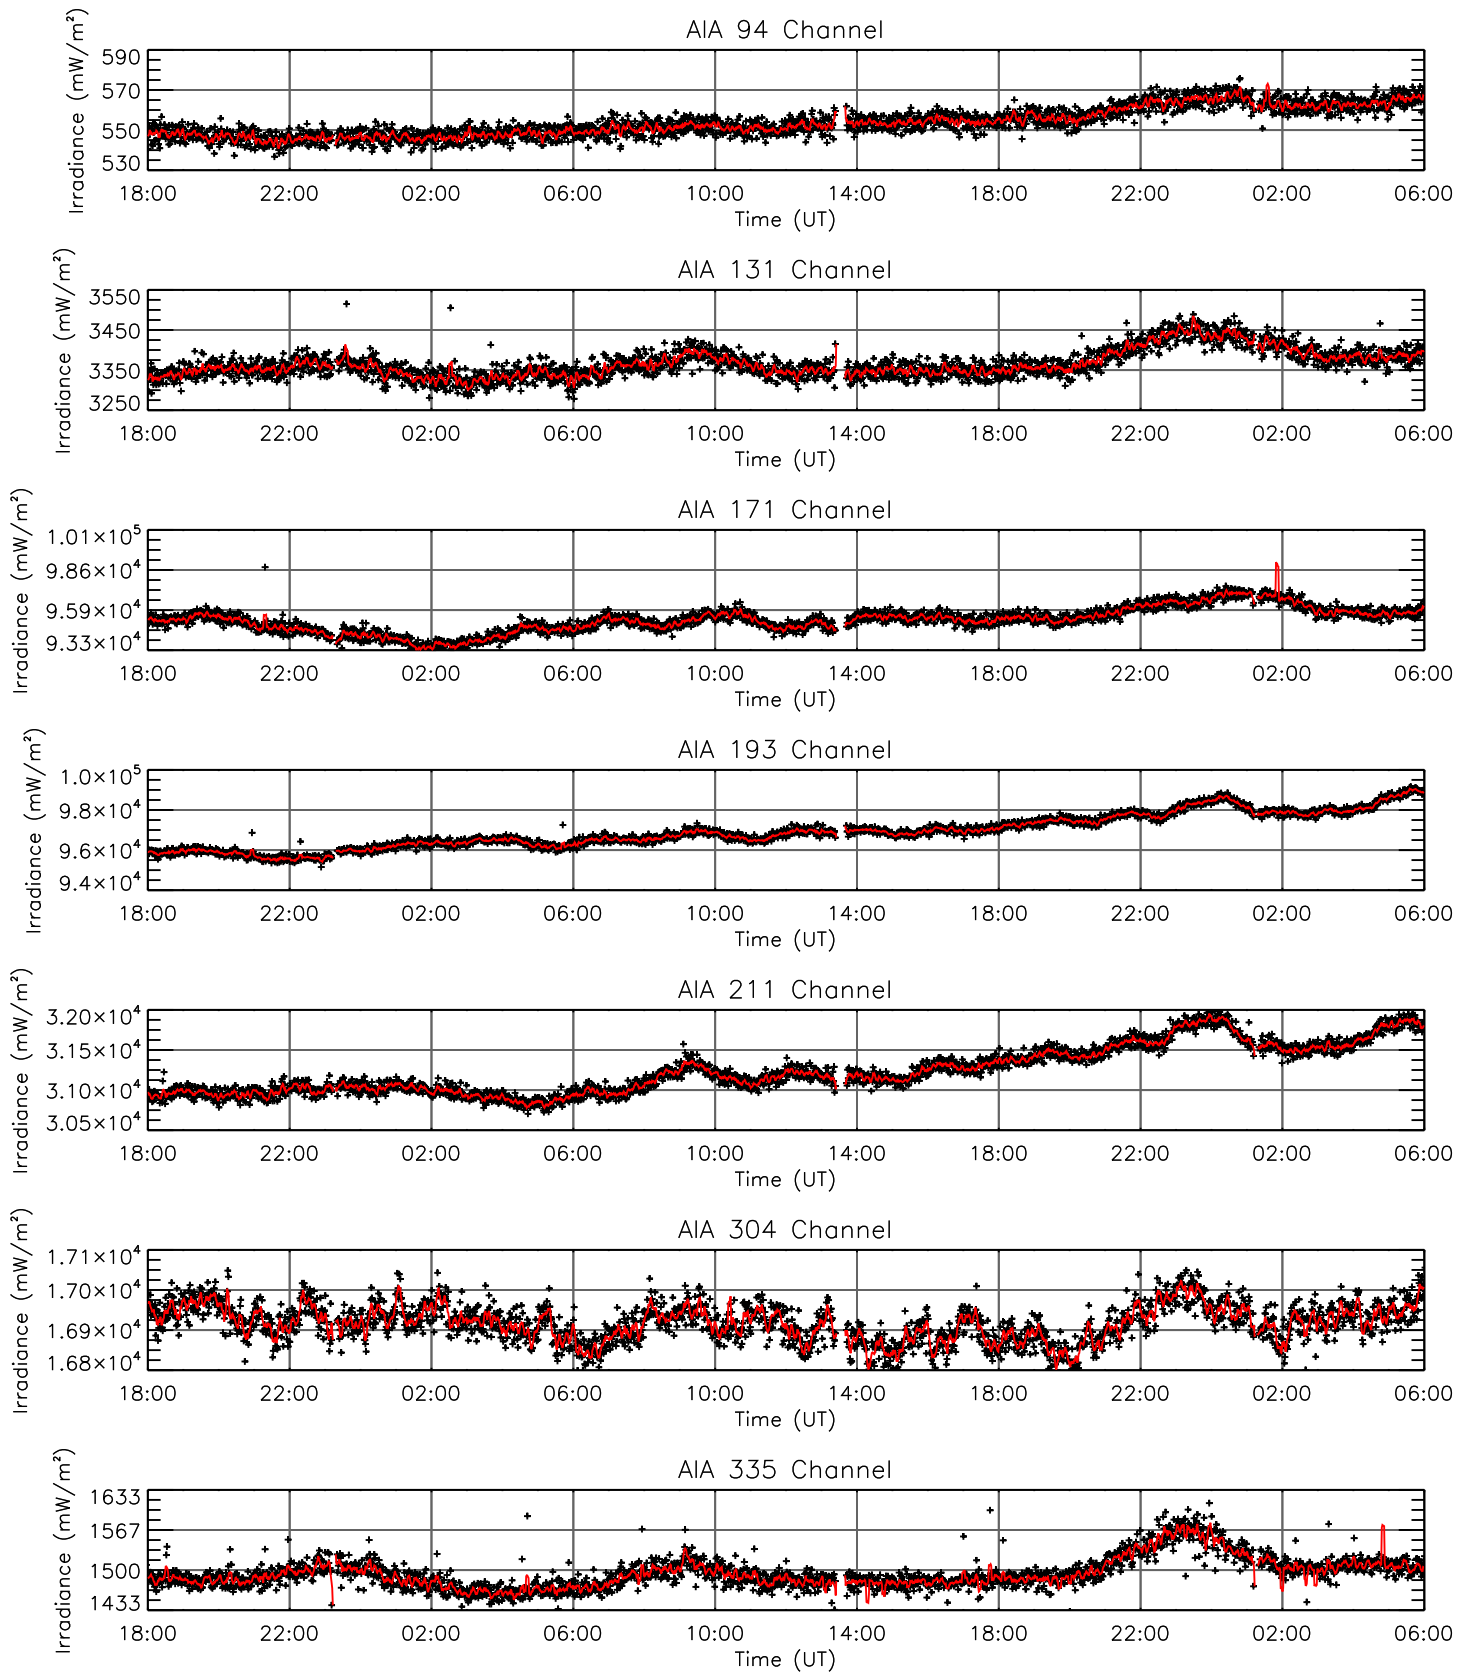 AIA 94 Channel
Irradiance (mW/m²)
590
570
550
530
18:00 22:00 02:00 06:00 10:00 14:00 18:00 22:00 02:00 06:00
Time (UT)
AIA 131 Channel
Irradiance (mW/m²)
3550
3450
3350
3250
18:00 22:00 02:00 06:00 10:00 14:00 18:00 22:00 02:00 06:00
Time (UT)
AIA 171 Channel
Irradiance (mW/m²)
1.01×10⁵
9.86×10⁴
9.59×10⁴
9.33×10⁴
18:00 22:00 02:00 06:00 10:00 14:00 18:00 22:00 02:00 06:00
Time (UT)
AIA 193 Channel
Irradiance (mW/m²)
1.0×10⁵
9.8×10⁴
9.6×10⁴
9.4×10⁴
18:00 22:00 02:00 06:00 10:00 14:00 18:00 22:00 02:00 06:00
Time (UT)
AIA 211 Channel
Irradiance (mW/m²)
3.20×10⁴
3.15×10⁴
3.10×10⁴
3.05×10⁴
18:00 22:00 02:00 06:00 10:00 14:00 18:00 22:00 02:00 06:00
Time (UT)
AIA 304 Channel
Irradiance (mW/m²)
1.71×10⁴
1.70×10⁴
1.69×10⁴
1.68×10⁴
18:00 22:00 02:00 06:00 10:00 14:00 18:00 22:00 02:00 06:00
Time (UT)
AIA 335 Channel
Irradiance (mW/m²)
1633
1567
1500
1433
18:00 22:00 02:00 06:00 10:00 14:00 18:00 22:00 02:00 06:00
Time (UT)